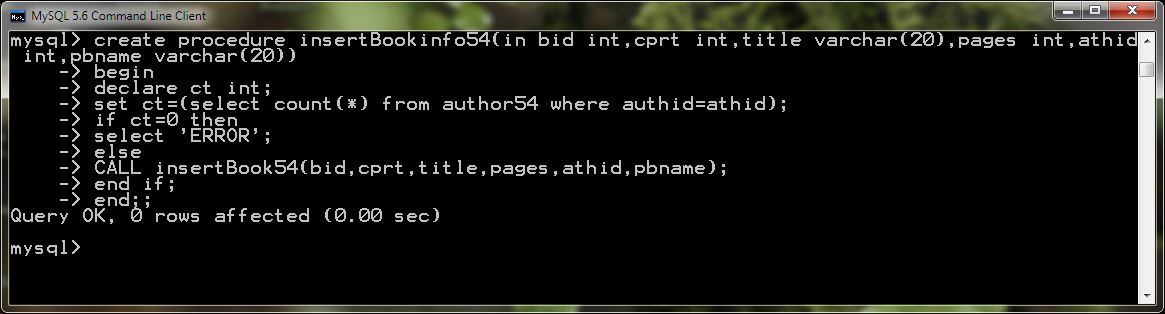 MySQL 5.6 Command Line Client
mysql> create procedure insertBookinfo54(in bid int,cprt int,title varchar(20),pages int,athid
 int,pbname varchar(20))
    -> begin
    -> declare ct int;
    -> set ct=(select count(*) from author54 where authid=athid);
    -> if ct=0 then
    -> select 'ERROR';
    -> else
    -> CALL insertBook54(bid,cprt,title,pages,athid,pbname);
    -> end if;
    -> end;;
Query OK, 0 rows affected (0.00 sec)
mysql>